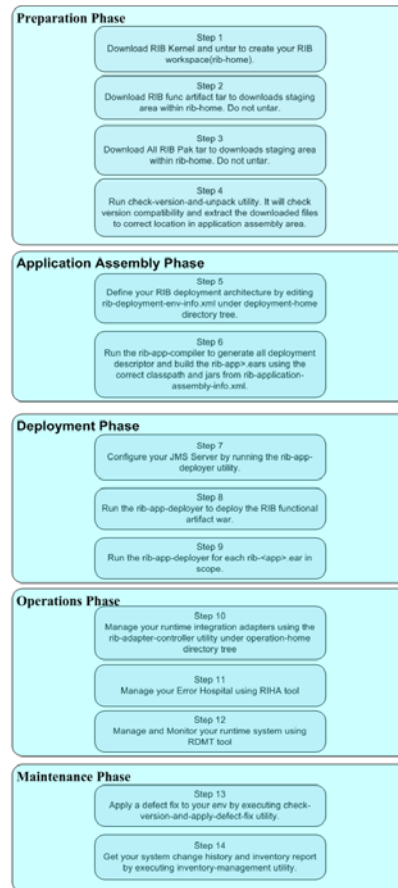 Preparation Phase
Step 1
Download RIB Kernel and untar to create your RIB
workspace(rib-home).
Step 2
Download RIB func artifact tar to downloads staging
area within rib-home. Do not untar.
Step 3
Download All RIB Pak tar to downloads staging area
within rib-home. Do not untar.
Step 4
Run check-version-and-unpack utility. It will check
version compatibility and extract the downloaded files
to correct location in application assembly area.
Application Assembly Phase
Step 5
Define your RIB deployment architecture by editing
rib-deployment-env-info.xml under deployment-home
directory tree.
Step 6
Run the rib-app-compiler to generate all deployment
descriptor and build the rib-app>.ears using the
correct classpath and jars from rib-application-
assembly-info.xml.
Deployment Phase
Step 7
Configure your JMS Server by running the rib-app-
deployer utility.
Step 8
Run the rib-app-deployer to deploy the RIB functional
artifact war.
Step 9
Run the rib-app-deployer for each rib-<app>.ear in
scope.
Operations Phase
Step 10
Manage your runtime integration adapters using the
rib-adapter-controller utility under operation-home
directory tree
Step 11
Manage your Error Hospital using RIHA tool
Step 12
Manage and Monitor your runtime system using
RDMT tool
Maintenance Phase
Step 13
Apply a defect fix to your env by executing check-
version-and-apply-defect-fix utility.
Step 14
Get your system change history and inventory report
by executing inventory-management utility.